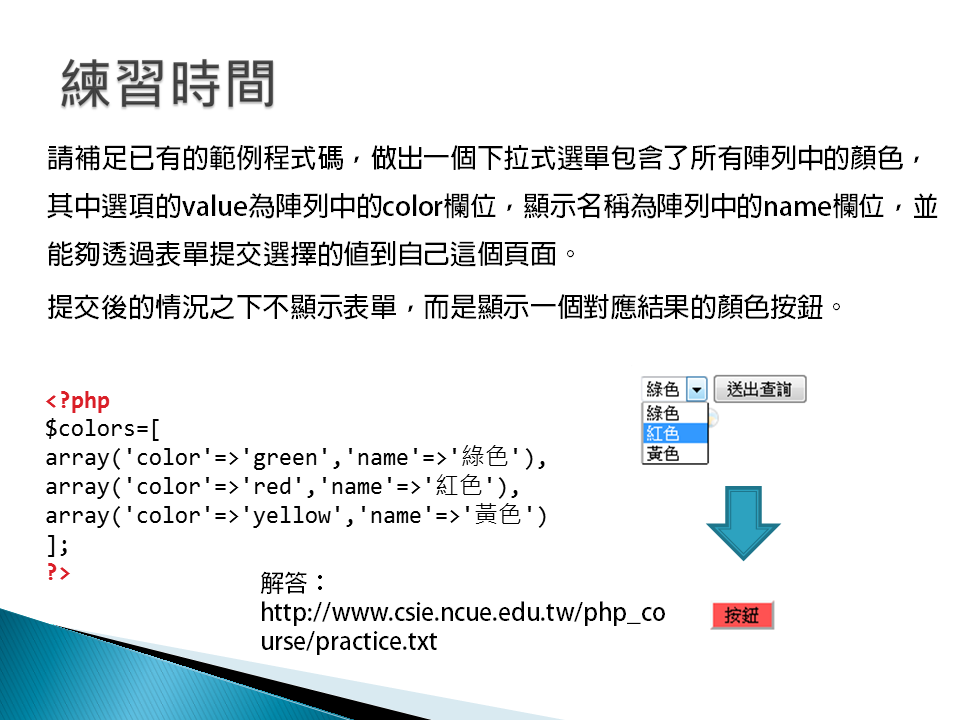 練習時間
請補足已有的範例程式碼，做出一個下拉式選單包含了所有陣列中的顏色，
其中選項的value為陣列中的color欄位，顯示名稱為陣列中的name欄位，並
能夠透過表單提交選擇的值到自己這個頁面。
提交後的情況之下不顯示表單，而是顯示一個對應結果的顏色按鈕。
<?php
$colors=[
array('color'=>'green','name'=>'綠色'),
array('color'=>'red','name'=>'紅色'),
array('color'=>'yellow','name'=>'黃色')
];
?>
綠色 送出查詢
綠色
紅色
黃色
按鈕
解答：
http://www.csie.ncue.edu.tw/php_co
urse/practice.txt